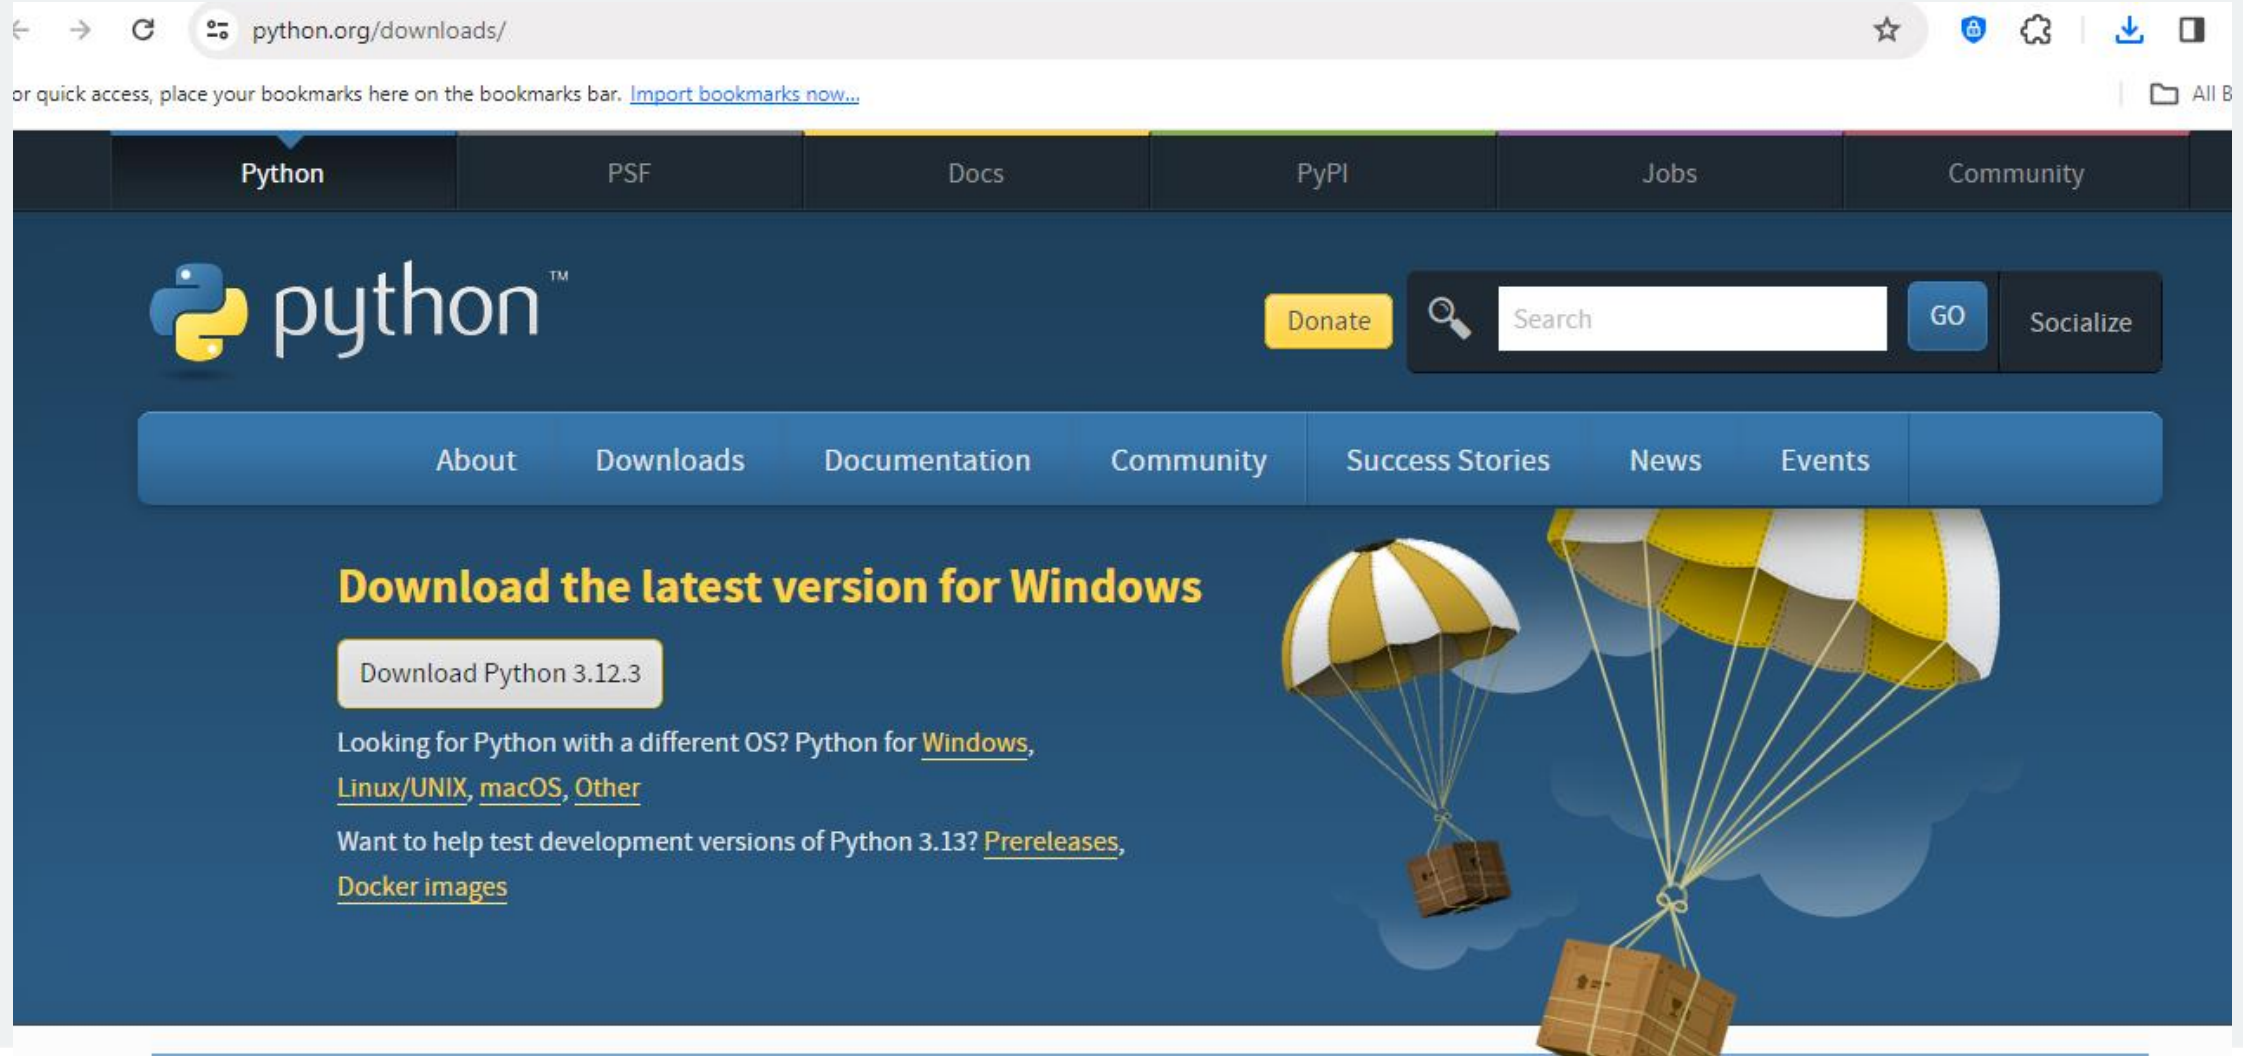 python.org/downloads/
or quick access, place your bookmarks here on the bookmarks bar. Import bookmarks now...
All B
Python PSF Docs PyPI Jobs Community
python™
Donate Search GO Socialize
About Downloads Documentation Community Success Stories News Events
Download the latest version for Windows
Download Python 3.12.3
Looking for Python with a different OS? Python for Windows,
Linux/UNIX, macOS, Other
Want to help test development versions of Python 3.13? Prereleases,
Docker images